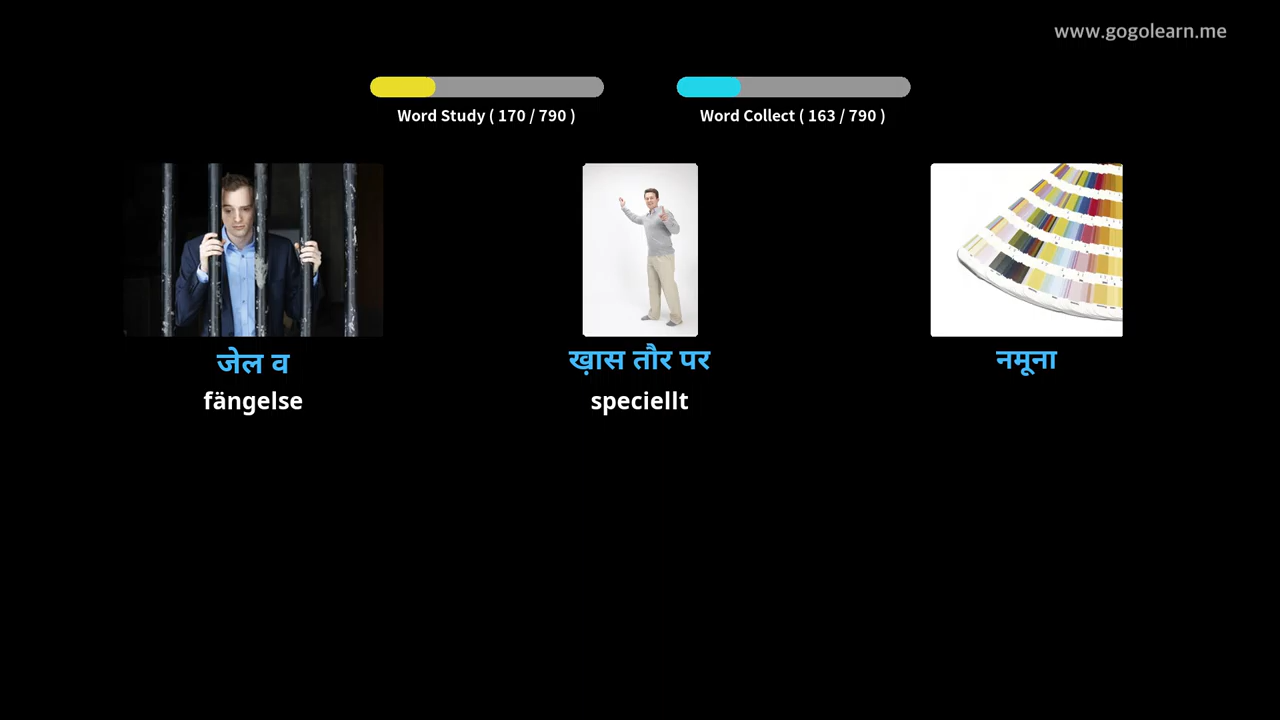 www.gogolearn.me
Word Study ( 170 / 790 )
Word Collect ( 163 / 790 )
जेल व
ख़ास तौर पर
नमूना
fängelse
speciellt